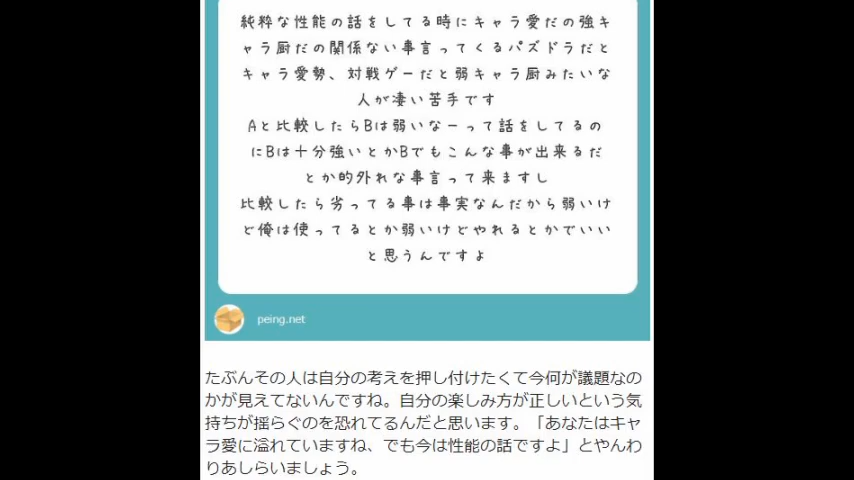 純粋な性能の話をしてる時にキャラ愛だの強キ
ャラ厨だの関係ない事言ってくるパズドラだと
キャラ愛勢、対戦ゲーだと弱キャラ厨みたいな
人が凄い苦手です
Aと比較したらBは弱いなーって話をしてるの
にBは十分強いとかBでもこんな事が出来るだ
とか的外れな事言って来ますし
比較したら劣ってる事は事実なんだから弱いけ
ど俺は使ってるとか弱いけどやれるとかでいい
と思うんですよ
peing.net
たぶんその人は自分の考えを押し付けたくて今何が議題なの
かが見えてないんですね。自分の楽しみ方が正しいという気
持ちが揺らぐのを恐れてるんだと思います。「あなたはキャ
ラ愛に溢れていますね、でも今は性能の話ですよ」とやんわ
りあしらいましょう。